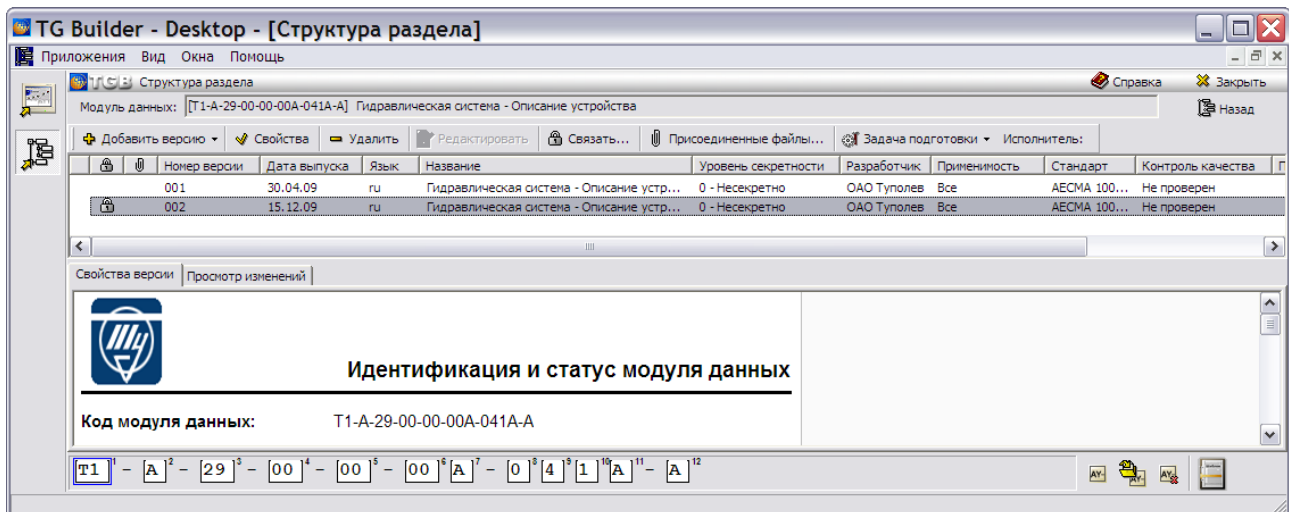 TG Builder - Desktop - [Структура раздела]
Приложения Вид Окна Помощь
TGB Структура раздела Справка Закрыть
Модуль данных: [T1-A-29-00-00-00A-041A-A] Гидравлическая система - Описание устройства Назад
Добавить версию Свойства Удалить Редактировать Связать... Присоединенные файлы... Задача подготовки Исполнитель:
Номер версии Дата выпуска Язык Название Уровень секретности Разработчик Применимость Стандарт Контроль качества П
001 30.04.09 ru Гидравлическая система - Описание устр... 0 - Несекретно ОАО Туполев Все AECMA 100... Не проверен
002 15.12.09 ru Гидравлическая система - Описание устр... 0 - Несекретно ОАО Туполев Все AECMA 100... Не проверен
Свойства версии Просмотр изменений
Ту
Идентификация и статус модуля данных
Код модуля данных: T1-A-29-00-00-00A-041A-A
T1 1 - A 2 - 29 3 - 00 4 - 00 5 - 00 6 A 7 - 0 8 4 9 1 10 A 11 - A 12 AY- AY- AY-